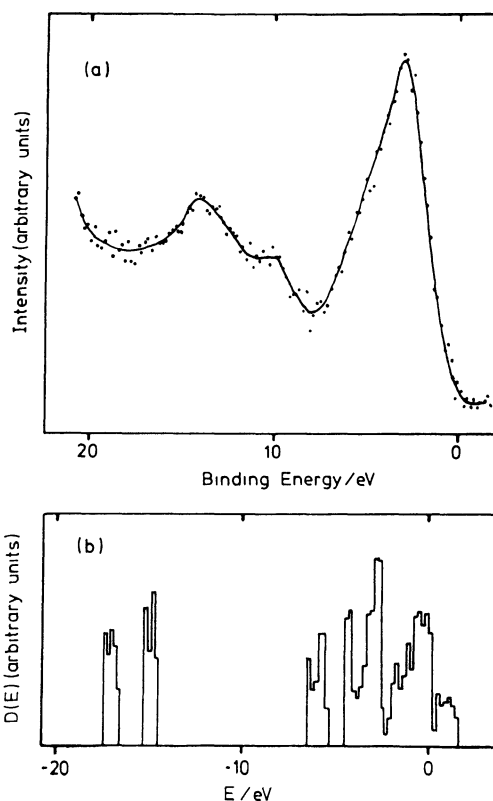 (a)
Intensity (arbitrary units)
20 10 0
Binding Energy /eV
(b)
D(E) (arbitrary units)
-20 -10 0
E /eV